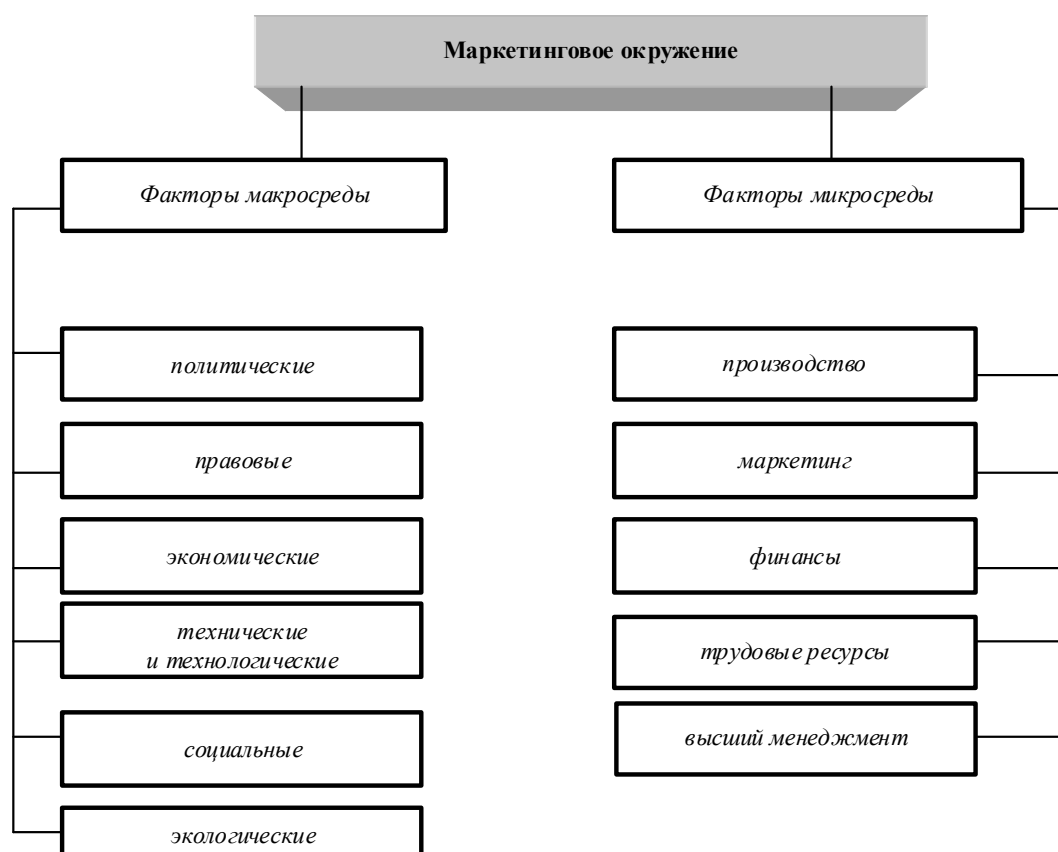 Маркетинговое окружение
Факторы макросреды
Факторы микросреды
политические
правовые
экономические
технические
и технологические
социальные
экологические
производство
маркетинг
финансы
трудовые ресурсы
высший менеджмент